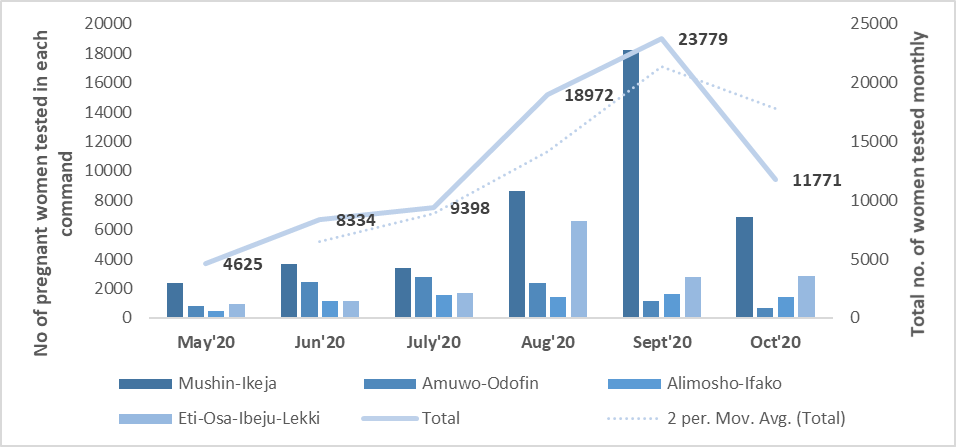 No of pregnant women tested in each
command
20000
18000
16000
14000
12000
10000
8000
6000
4000
2000
0
25000
20000
15000
10000
5000
0
Total no. of women tested monthly
4625
8334
9398
18972
23779
11771
May'20
Jun'20
July'20
Aug'20
Sept'20
Oct'20
Mushin-Ikeja
Amuwo-Odofin
Alimosho-Ifako
Eti-Osa-Ibeju-Lekki
Total
2 per. Mov. Avg. (Total)